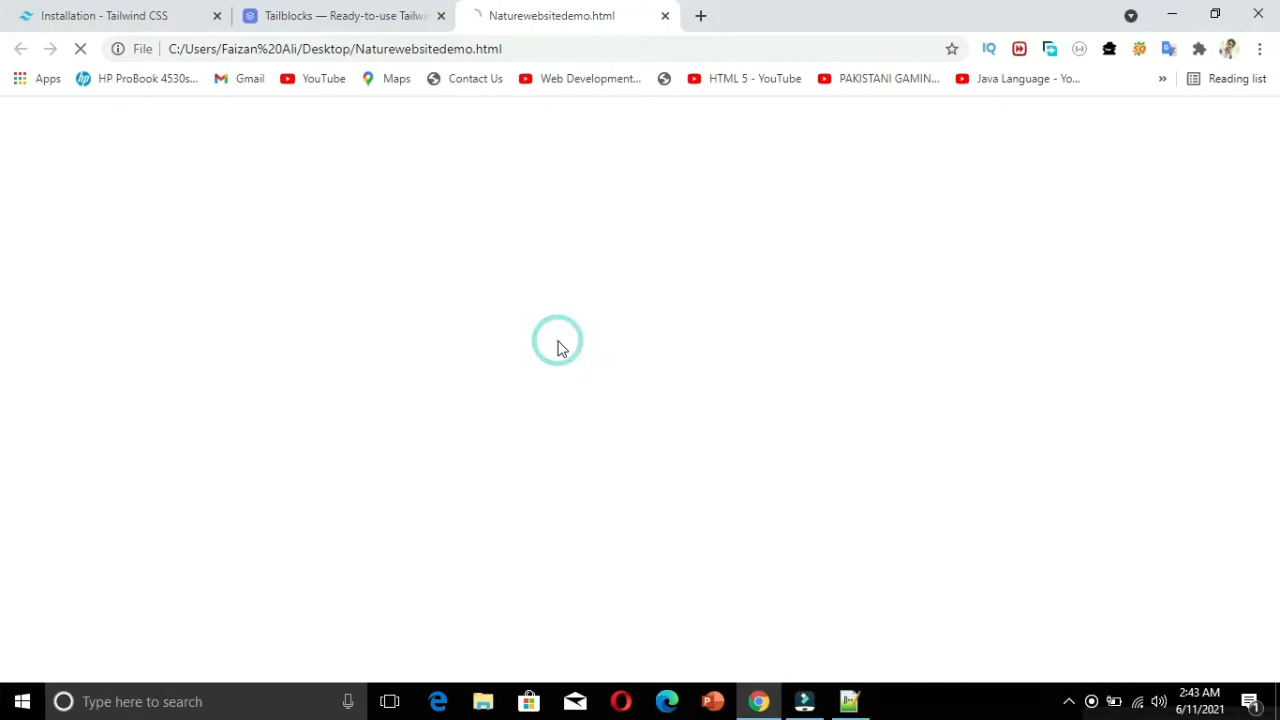 Installation - Tailwind CSS
Tailblocks — Ready-to-use Tailw
Naturewebsitedemo.html
File
C:/Users/Faizan%20Ali/Desktop/Naturewebsitedemo.html
Apps
HP ProBook 4530s...
Gmail
YouTube
Maps
Contact Us
Web Development...
HTML 5 - YouTube
PAKISTANI GAMIN...
Java Language - Yo...
»
Reading list
Type here to search
2:43 AM
6/11/2021
1